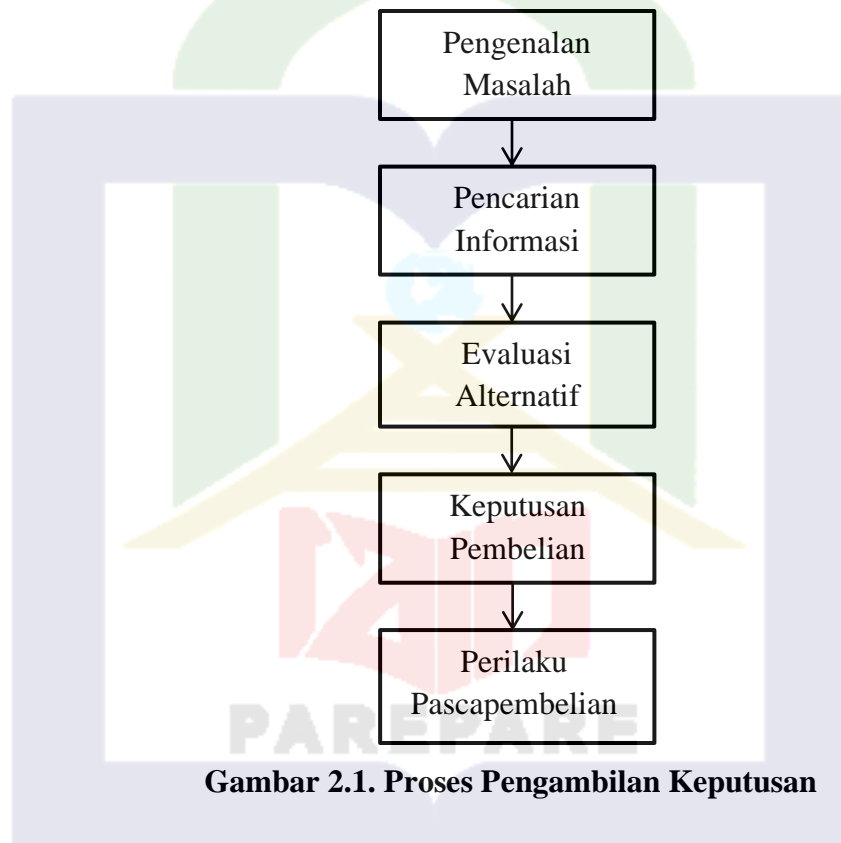 Pengenalan
Masalah
Pencarian
Informasi
Evaluasi
Alternatif
Keputusan
Pembelian
Perilaku
Pascapembelian
PAREPARE
Gambar 2.1. Proses Pengambilan Keputusan